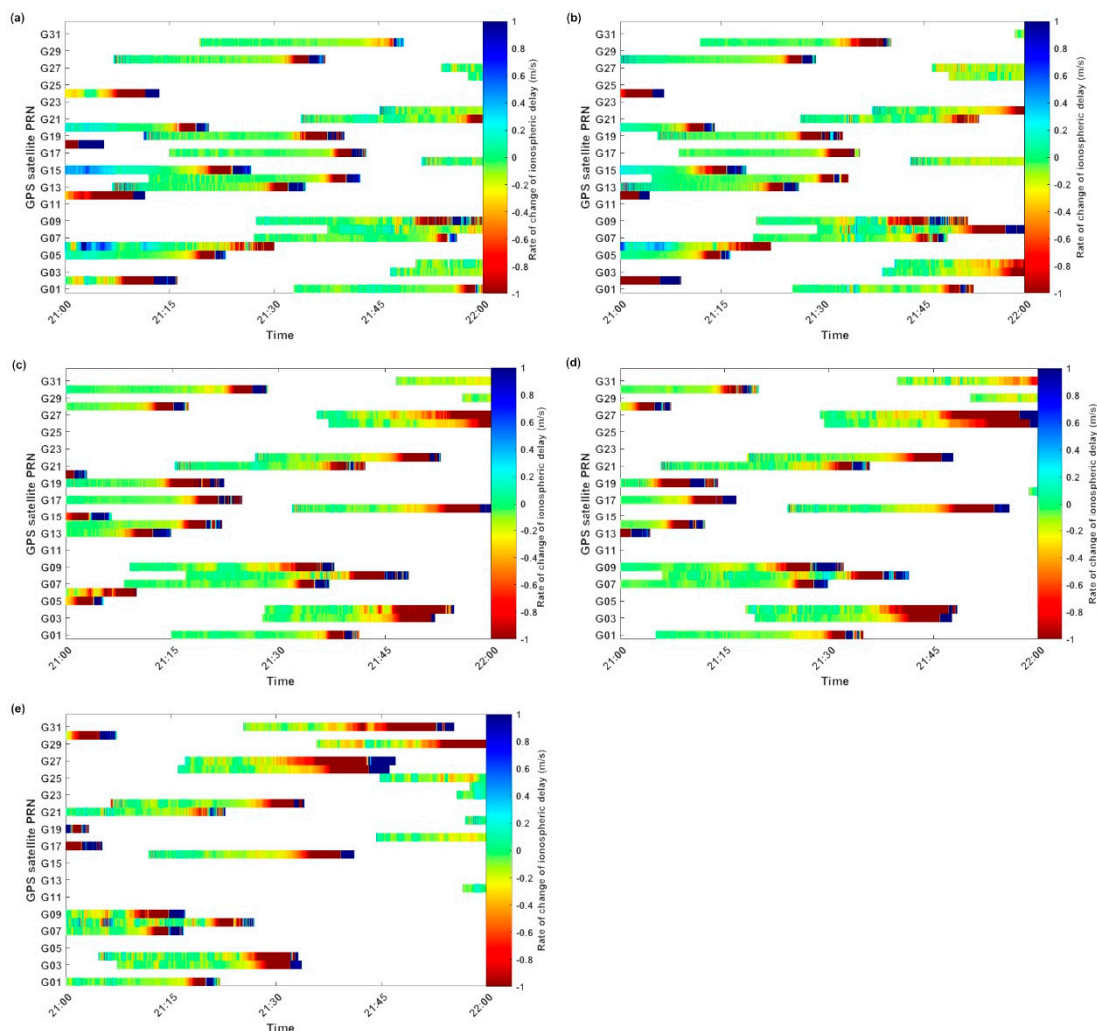 (a)
G31
G29
G27
G25
G23
G21
G19
G17
G15
G13
G11
G09
G07
G05
G03
G01
GPS satellite PRN
21:00
21:15
21:30
21:45
22:00
Time
1
0.8
0.6
0.4
0.2
0
-0.2
-0.4
-0.6
-0.8
-1
Rate of change of ionospheric delay (m/s)
(b)
G31
G29
G27
G25
G23
G21
G19
G17
G15
G13
G11
G09
G07
G05
G03
G01
GPS satellite PRN
21:00
21:15
21:30
21:45
22:00
Time
1
0.8
0.6
0.4
0.2
0
-0.2
-0.4
-0.6
-0.8
-1
Rate of change of ionospheric delay (m/s)
(c)
G31
G29
G27
G25
G23
G21
G19
G17
G15
G13
G11
G09
G07
G05
G03
G01
GPS satellite PRN
21:00
21:15
21:30
21:45
22:00
Time
1
0.8
0.6
0.4
0.2
0
-0.2
-0.4
-0.6
-0.8
-1
Rate of change of ionospheric delay (m/s)
(d)
G31
G29
G27
G25
G23
G21
G19
G17
G15
G13
G11
G09
G07
G05
G03
G01
GPS satellite PRN
21:00
21:15
21:30
21:45
22:00
Time
1
0.8
0.6
0.4
0.2
0
-0.2
-0.4
-0.6
-0.8
-1
Rate of change of ionospheric delay (m/s)
(e)
G31
G29
G27
G25
G23
G21
G19
G17
G15
G13
G11
G09
G07
G05
G03
G01
GPS satellite PRN
21:00
21:15
21:30
21:45
22:00
Time
1
0.8
0.6
0.4
0.2
0
-0.2
-0.4
-0.6
-0.8
-1
Rate of change of ionospheric delay (m/s)